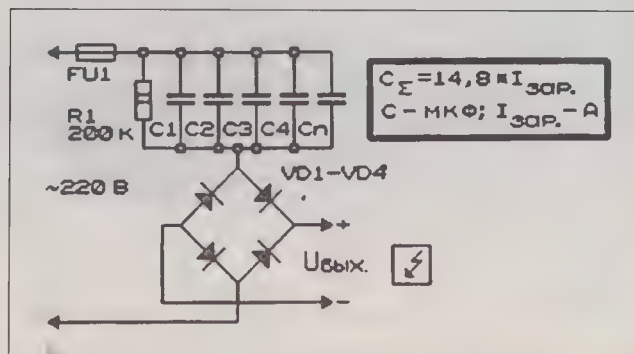 FU1
R1
200 К
C1 C2 C3 C4 Cn
~220 В
VD1-VD4
+
Uвых.
-
CΣ=14,8*Iзар.
С - мкФ; Iзар. - А